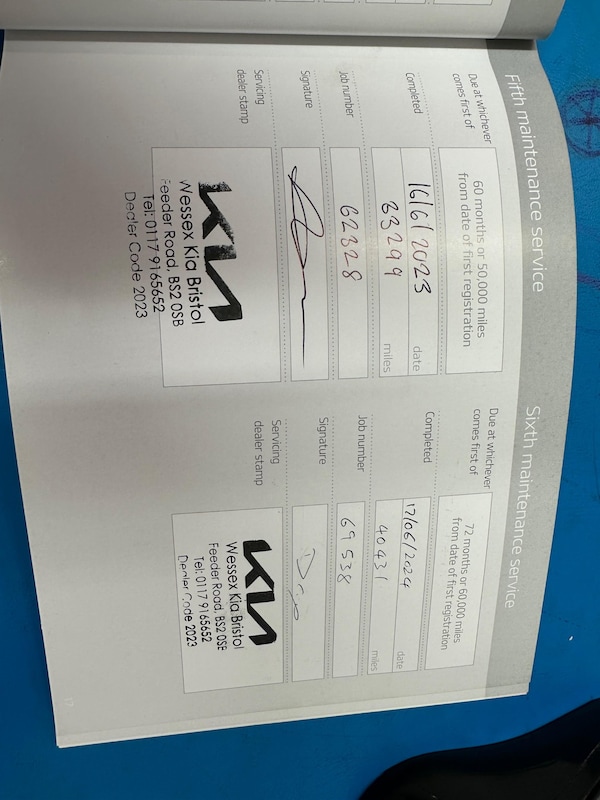 Fifth maintenance service
Due at whichever
comes first of
60 months or 50,000 miles
from date of first registration
Completed
16/6/2023 date
33299 miles
Job number
62328
Signature
Servicing
dealer stamp
KIA
Wessex Kia Bristol
Feeder Road, BS2 0SB
Tel: 0117 9165652
Dealer Code 2023
Sixth maintenance service
Due at whichever
comes first of
72 months or 60,000 miles
from date of first registration
Completed
17/06/2024 date
40431 miles
Job number
69538
Signature
Servicing
dealer stamp
KIA
Wessex Kia Bristol
Feeder Road, BS2 0SB
Tel: 0117 9165652
Dealer Code 2023
17